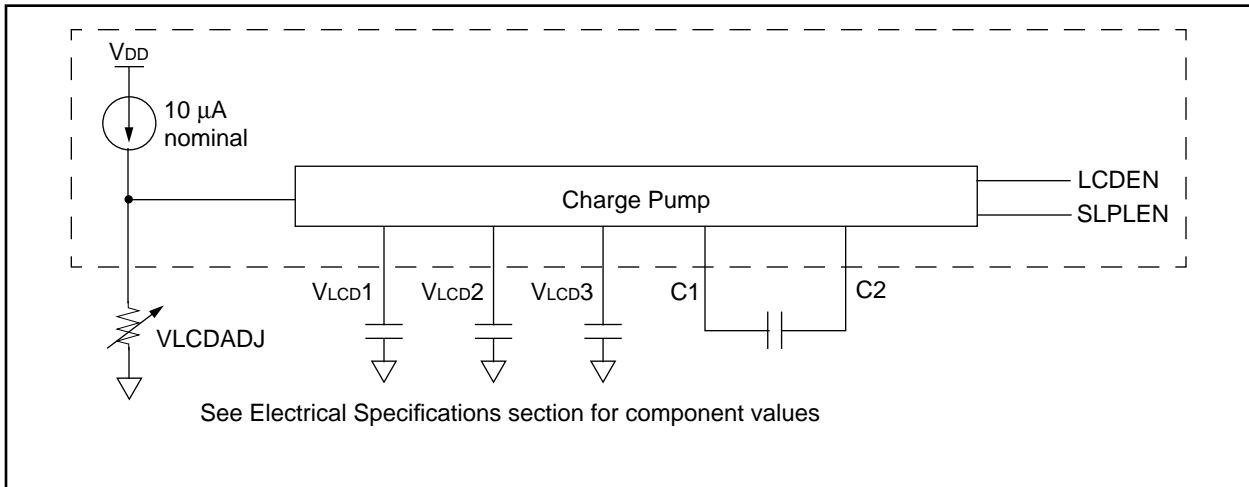 VDD
10 µA
nominal
Charge Pump
LCDEN
SLPLEN
VLCD1
VLCD2
VLCD3
C1
C2
VLCDADJ
See Electrical Specifications section for component values